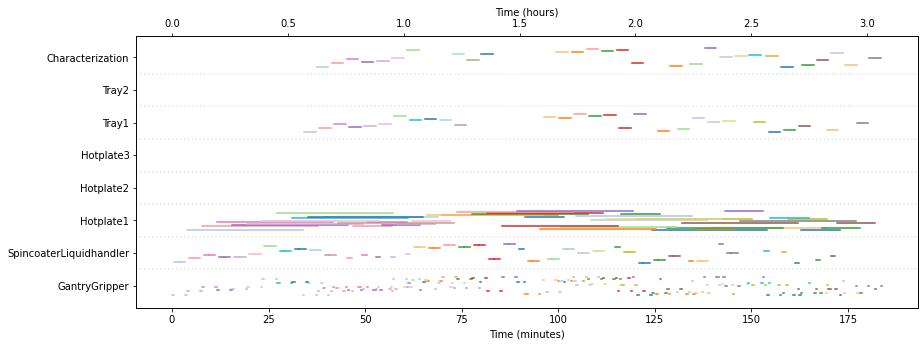 Time (hours)
0.0 0.5 1.0 1.5 2.0 2.5 3.0
Characterization
Tray2
Tray1
Hotplate3
Hotplate2
Hotplate1
SpincoaterLiquidhandler
GantryGripper
0 25 50 75 100 125 150 175
Time (minutes)